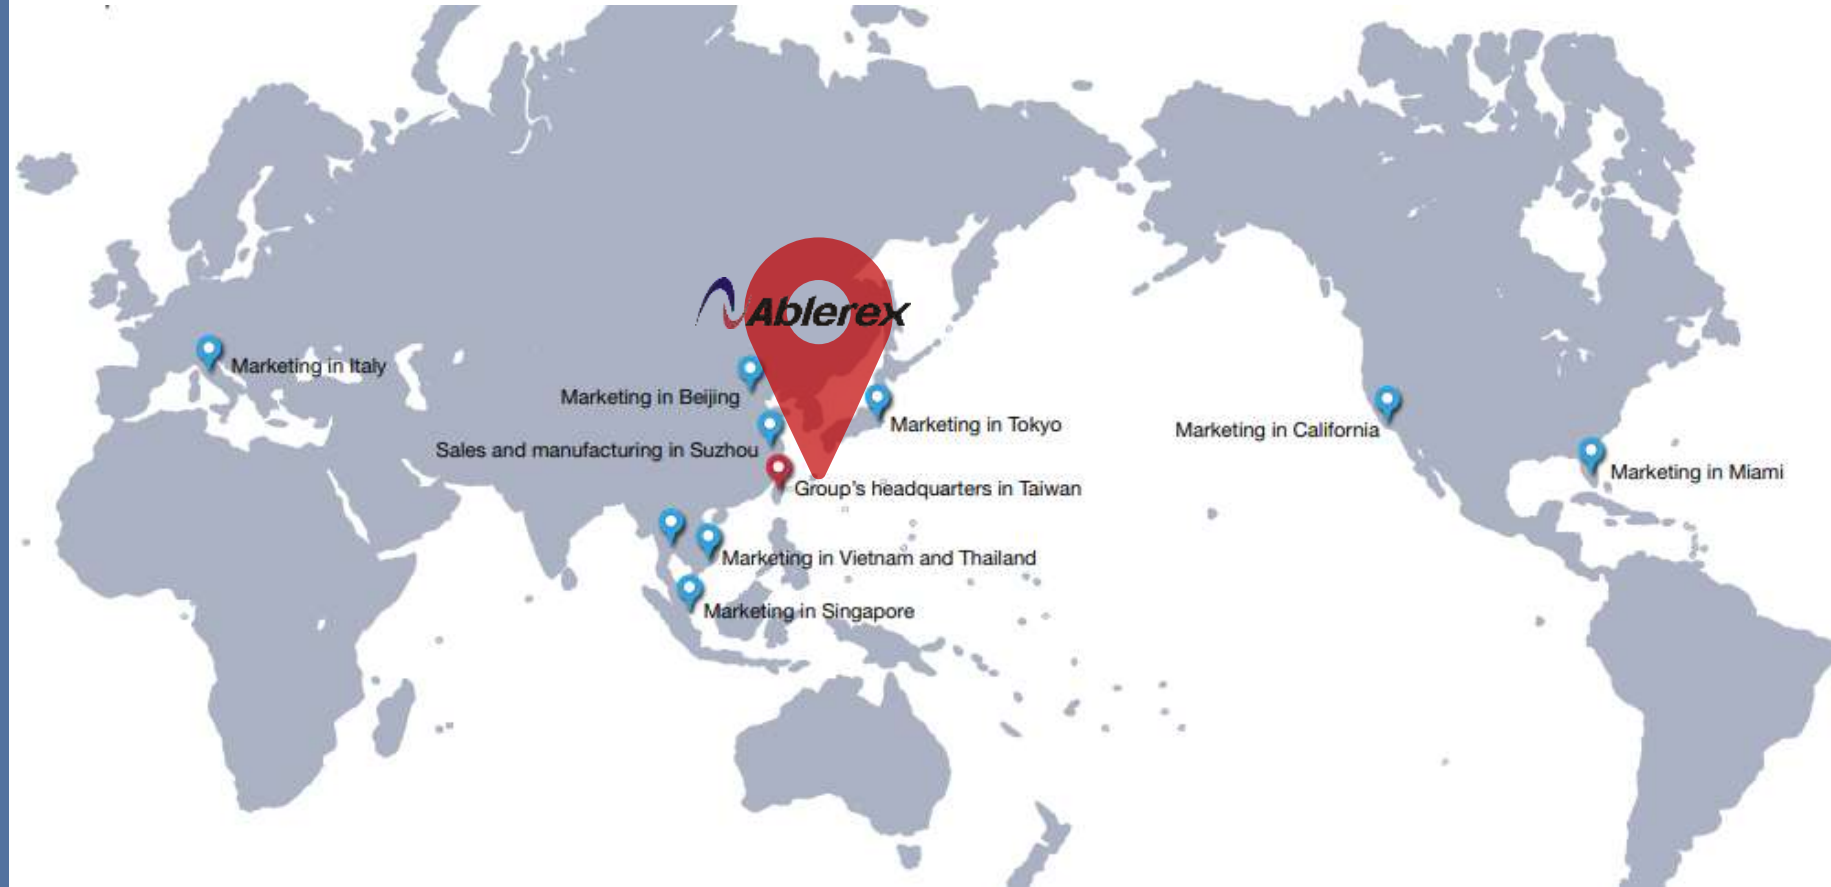 Ablerex
Marketing in Italy
Marketing in Beijing
Marketing in Tokyo
Marketing in California
Sales and manufacturing in Suzhou
Marketing in Miami
Group's headquarters in Taiwan
Marketing in Vietnam and Thailand
Marketing in Singapore